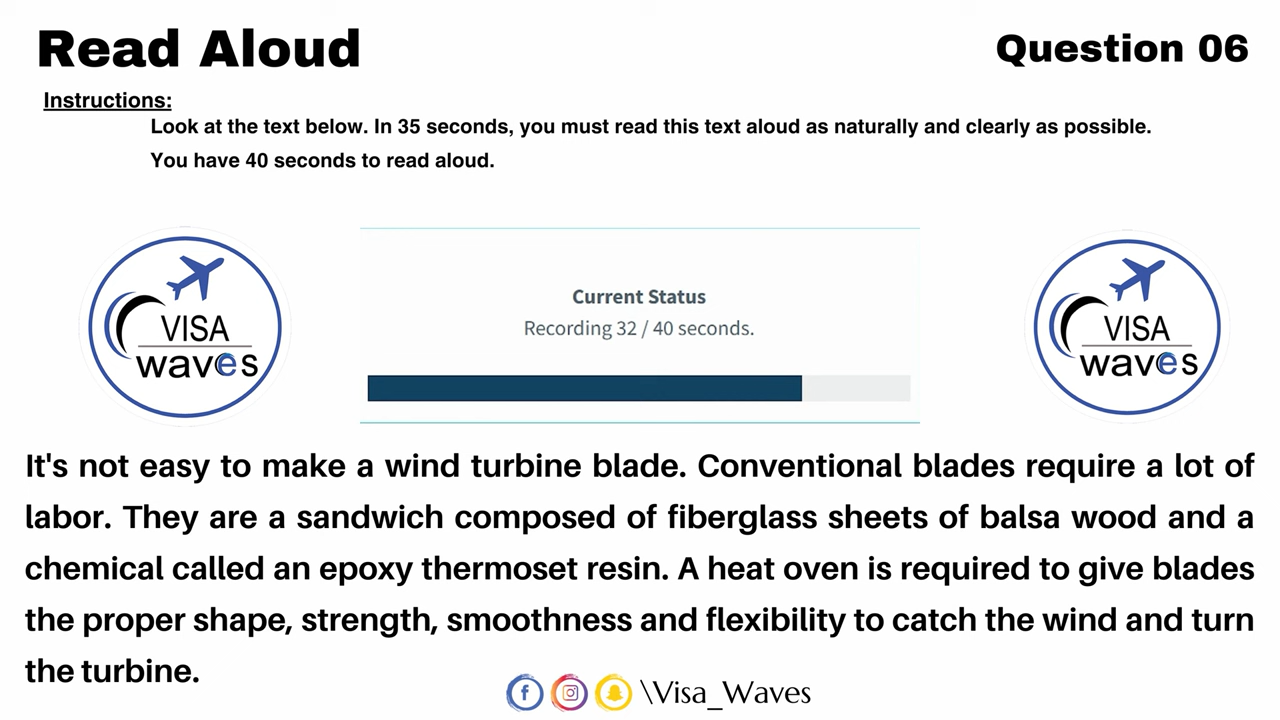 Read Aloud
Question 06
Instructions:
Look at the text below. In 35 seconds, you must read this text aloud as naturally and clearly as possible.
You have 40 seconds to read aloud.
VISA
waves
Current Status
Recording 32 / 40 seconds.
VISA
waves
It's not easy to make a wind turbine blade. Conventional blades require a lot of
labor. They are a sandwich composed of fiberglass sheets of balsa wood and a
chemical called an epoxy thermoset resin. A heat oven is required to give blades
the proper shape, strength, smoothness and flexibility to catch the wind and turn
the turbine.
\Visa_Waves